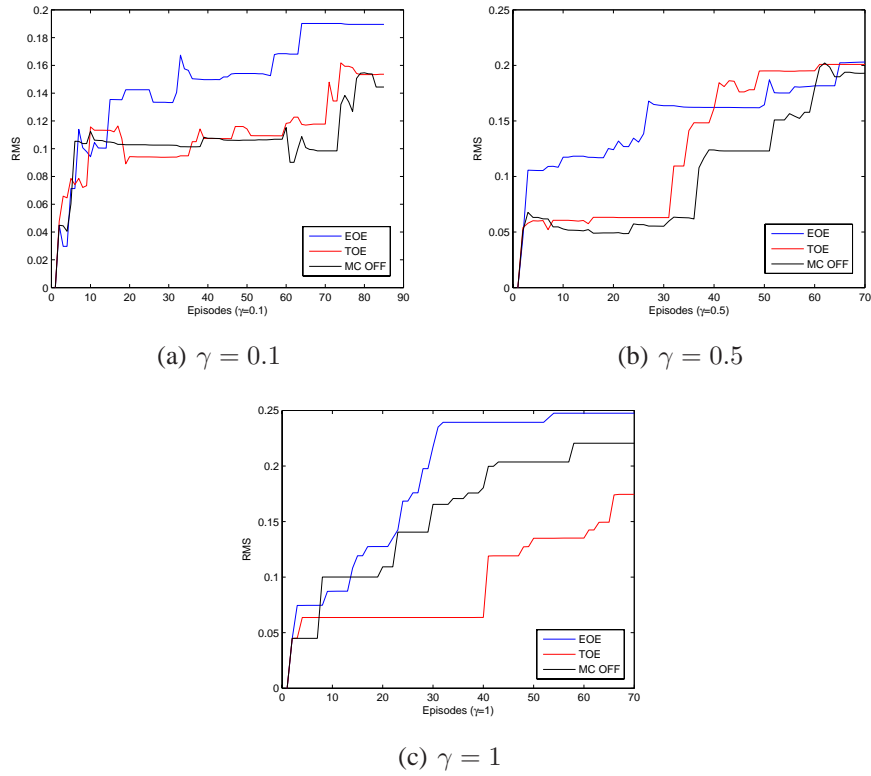 0.2
0.18
0.16
0.14
0.12
0.1
0.08
0.06
0.04
0.02
0
RMS
0 10 20 30 40 50 60 70 80 90
Episodes (γ=0.1)
EOE
TOE
MC OFF
(a) γ = 0.1
0.25
0.2
0.15
0.1
0.05
0
RMS
0 10 20 30 40 50 60 70
Episodes (γ=0.5)
EOE
TOE
MC OFF
(b) γ = 0.5
0.25
0.2
0.15
0.1
0.05
0
RMS
0 10 20 30 40 50 60 70
Episodes (γ=1)
EOE
TOE
MC OFF
(c) γ = 1